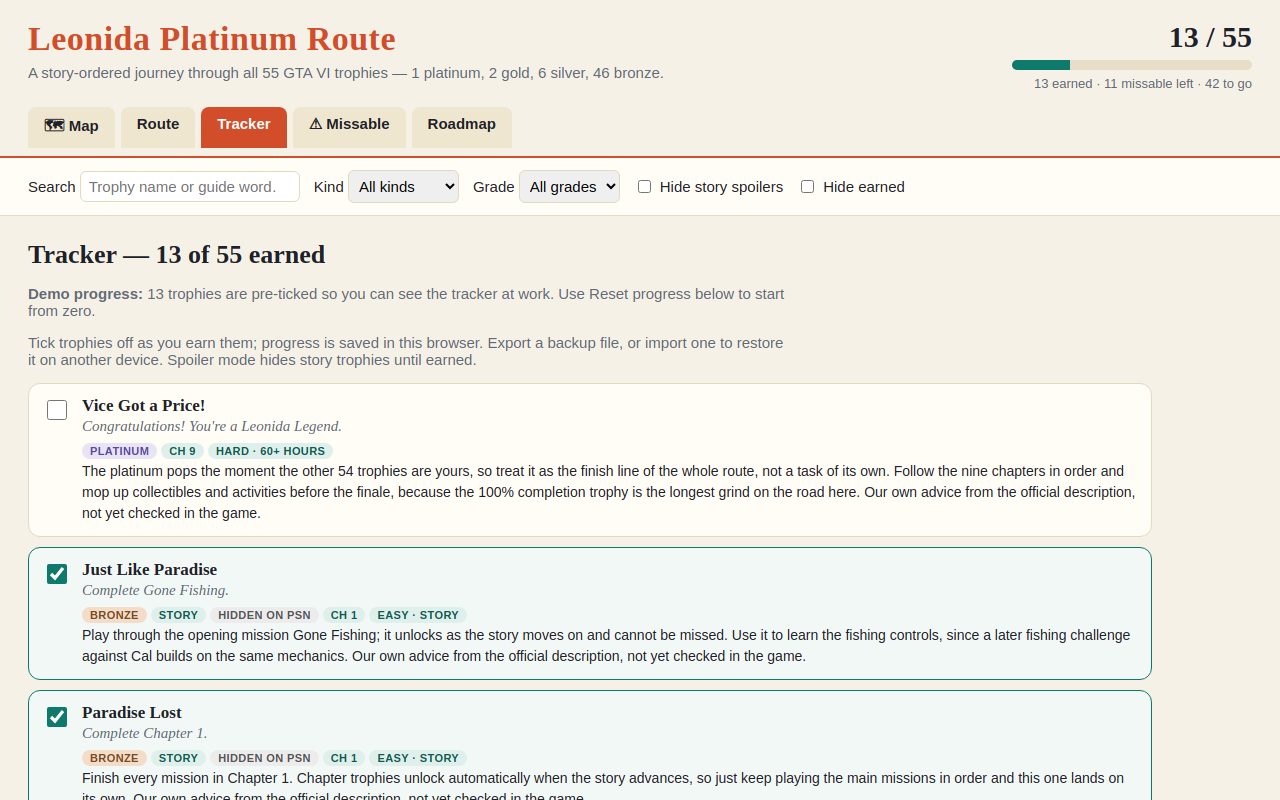 Leonida Platinum Route
13 / 55
A story-ordered journey through all 55 GTA VI trophies — 1 platinum, 2 gold, 6 silver, 46 bronze.
13 earned · 11 missable left · 42 to go
🗺 Map
Route
Tracker
⚠ Missable
Roadmap
Search Trophy name or guide word. Kind All kinds Grade All grades Hide story spoilers Hide earned
Tracker — 13 of 55 earned
Demo progress: 13 trophies are pre-ticked so you can see the tracker at work. Use Reset progress below to start
from zero.
Tick trophies off as you earn them; progress is saved in this browser. Export a backup file, or import one to restore
it on another device. Spoiler mode hides story trophies until earned.
Vice Got a Price!
Congratulations! You're a Leonida Legend.
PLATINUM CH 9 HARD · 60+ HOURS
The platinum pops the moment the other 54 trophies are yours, so treat it as the finish line of the whole route, not a task of its own. Follow the nine chapters in order and
mop up collectibles and activities before the finale, because the 100% completion trophy is the longest grind on the road here. Our own advice from the official description,
not yet checked in the game.
Just Like Paradise
Complete Gone Fishing.
BRONZE STORY HIDDEN ON PSN CH 1 EASY · STORY
Play through the opening mission Gone Fishing; it unlocks as the story moves on and cannot be missed. Use it to learn the fishing controls, since a later fishing challenge
against Cal builds on the same mechanics. Our own advice from the official description, not yet checked in the game.
Paradise Lost
Complete Chapter 1.
BRONZE STORY HIDDEN ON PSN CH 1 EASY · STORY
Finish every mission in Chapter 1. Chapter trophies unlock automatically when the story advances, so just keep playing the main missions in order and this one lands on
its own. Our own advice from the official description, not yet checked in the game.